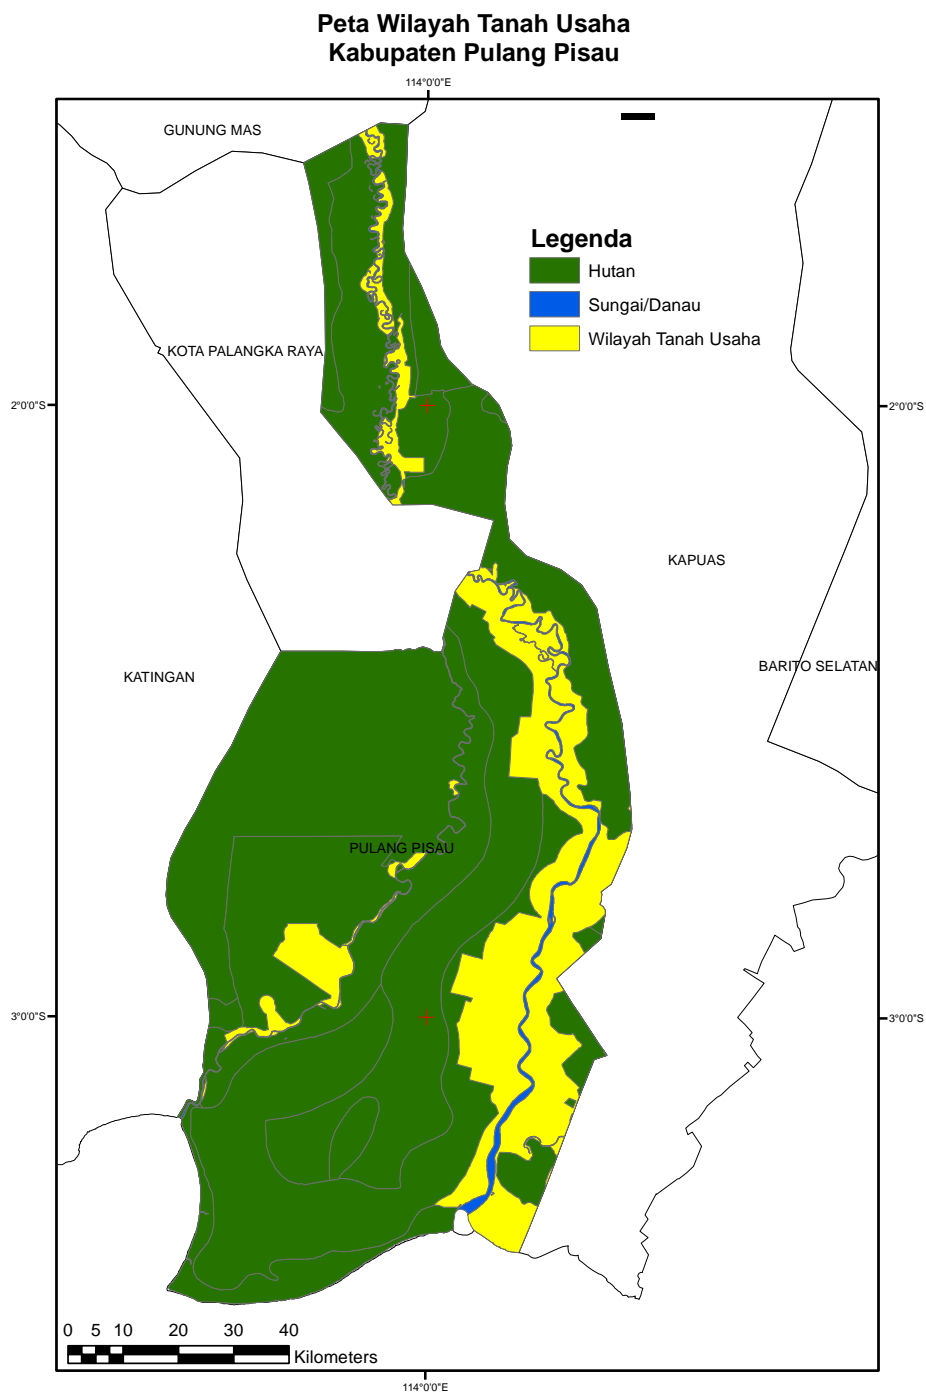 Peta Wilayah Tanah Usaha
Kabupaten Pulang Pisau
114°0'0"E
GUNUNG MAS
Legenda
Hutan
Sungai/Danau
Wilayah Tanah Usaha
KOTA PALANGKA RAYA
2°0'0"S
2°0'0"S
KAPUAS
BARITO SELATAN
KATINGAN
PULANG PISAU
3°0'0"S
3°0'0"S
0 5 10 20 30 40
Kilometers
114°0'0"E